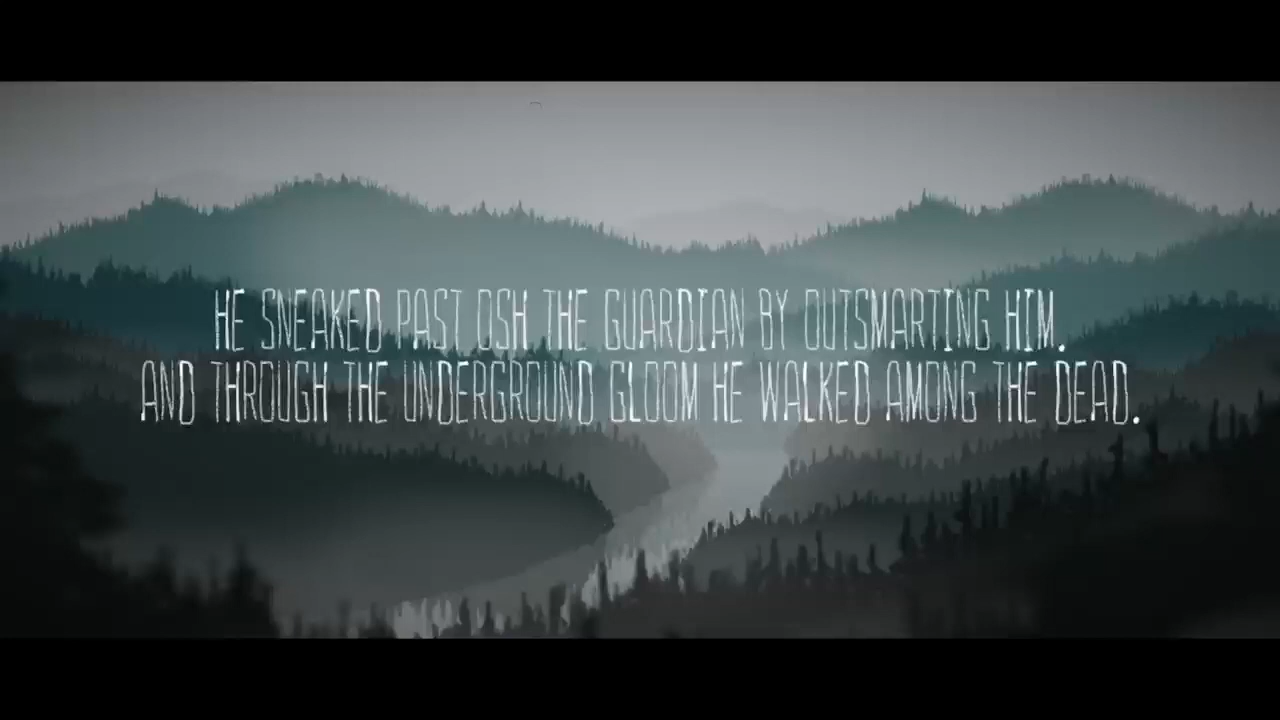 HE SNEAKED PAST OSH THE GUARDIAN BY OUTSMARTING HIM.
AND THROUGH THE UNDERGROUND GLOOM HE WALKED AMONG THE DEAD.